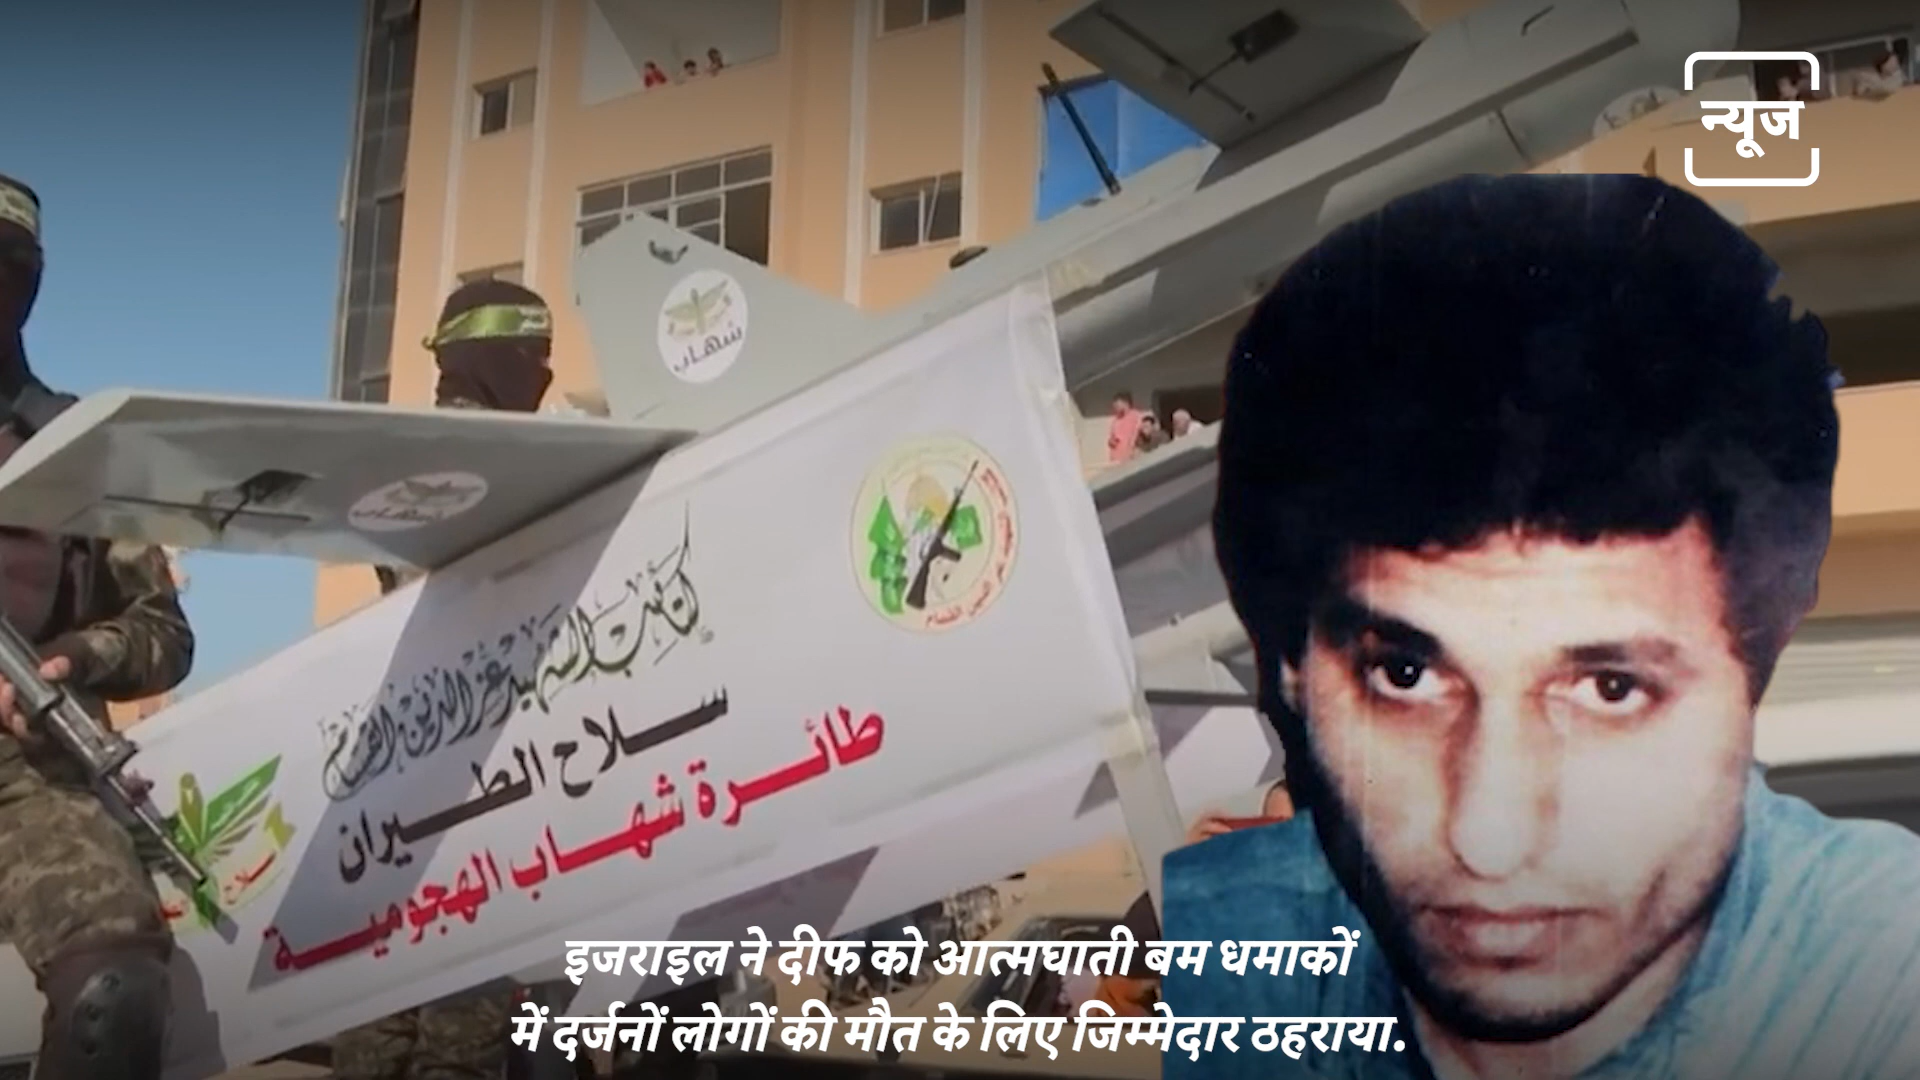 न्यूज
شهاب
شهاب
كتائب الشهيد عز الدين القسام
سلاح الطيران
طائرة شهاب الهجومية
इजराइल ने दीफ को आत्मघाती बम धमाकों
में दर्जनों लोगों की मौत के लिए जिम्मेदार ठहराया.